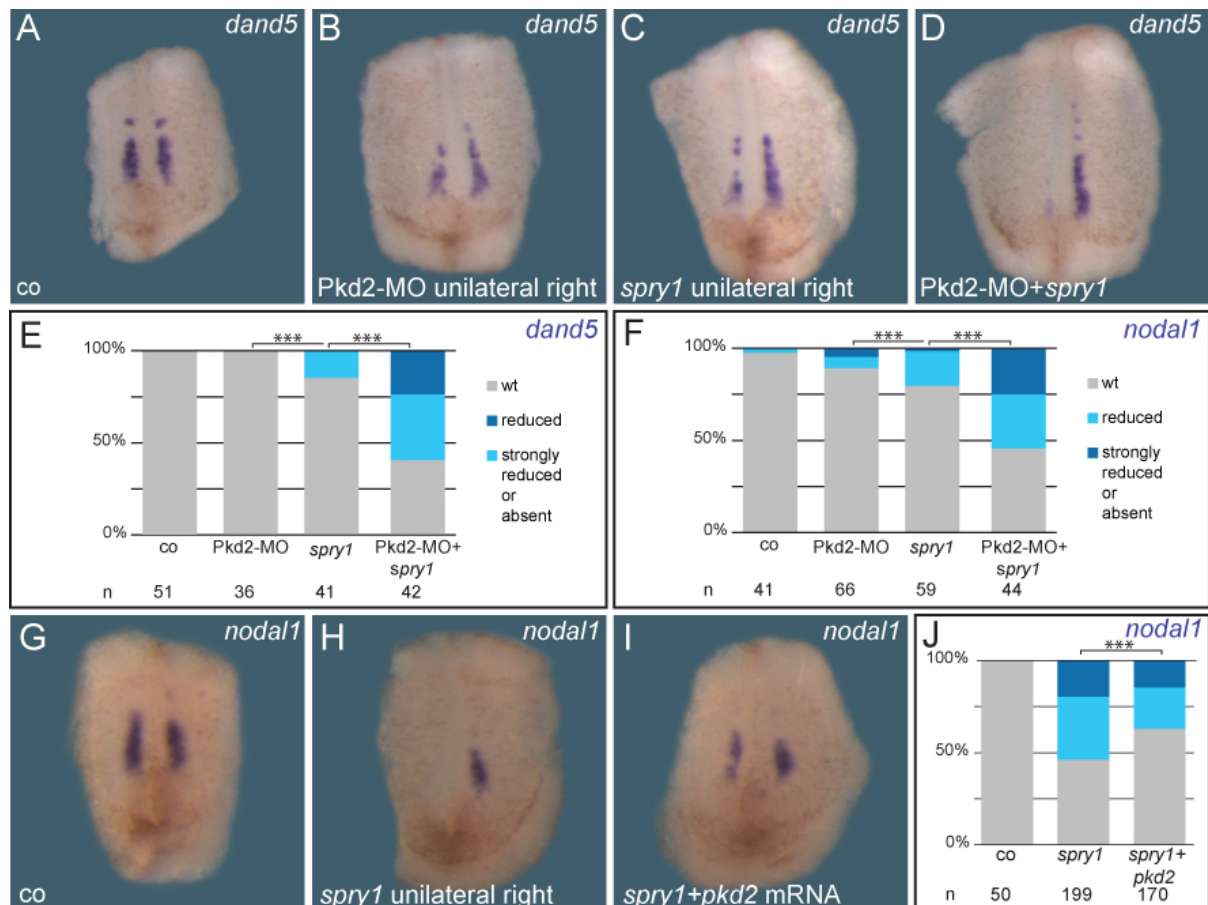 A
dand5
co
B
dand5
Pkd2-MO unilateral right
C
dand5
spry1 unilateral right
D
dand5
Pkd2-MO+spry1
E
dand5
*** ***
100%
50%
0%
co Pkd2-MO spry1 Pkd2-MO+
spry1
n 51 36 41 42
wt
reduced
strongly
reduced
or
absent
F
nodal1
*** ***
100%
50%
0%
co Pkd2-MO spry1 Pkd2-MO+
spry1
n 41 66 59 44
wt
reduced
strongly
reduced
or
absent
G
nodal1
co
H
nodal1
spry1 unilateral right
I
nodal1
spry1+pkd2 mRNA
J
nodal1
***
100%
50%
0%
co spry1 spry1+
pkd2
n 50 199 170